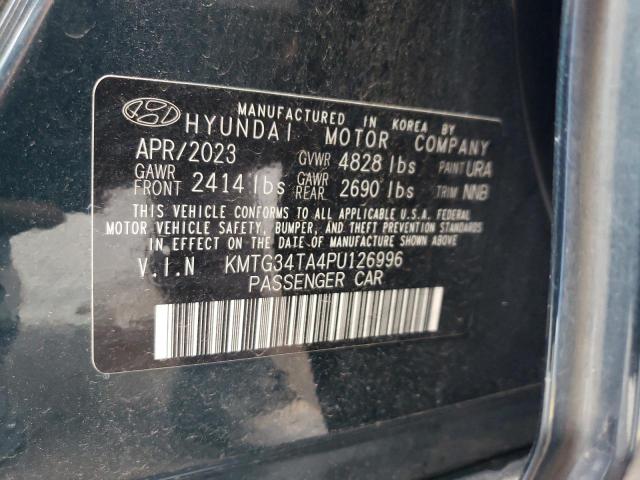 MANUFACTURED IN KOREA BY
HYUNDAI MOTOR COMPANY
APR/2023 GVWR 4828 lbs PAINT URA
GAWR FRONT 2414 lbs GAWR REAR 2690 lbs TRIM NNB
THIS VEHICLE CONFORMS TO ALL APPLICABLE U.S.A. FEDERAL
MOTOR VEHICLE SAFETY, BUMPER, AND THEFT STANDARDS
IN EFFECT ON THE DATE OF MANUFACTURE SHOWN ABOVE
V.I.N KMTG34TA4PU126996
PASSENGER CAR